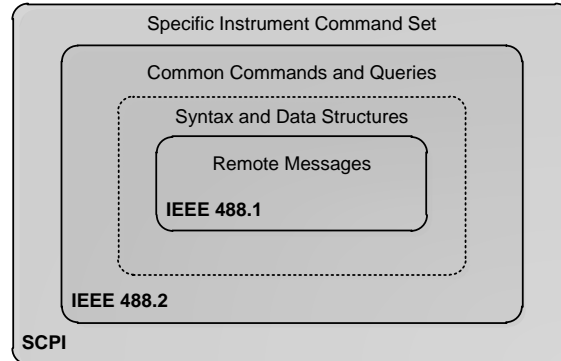 Specific Instrument Command Set
Common Commands and Queries
Syntax and Data Structures
Remote Messages
IEEE 488.1
IEEE 488.2
SCPI